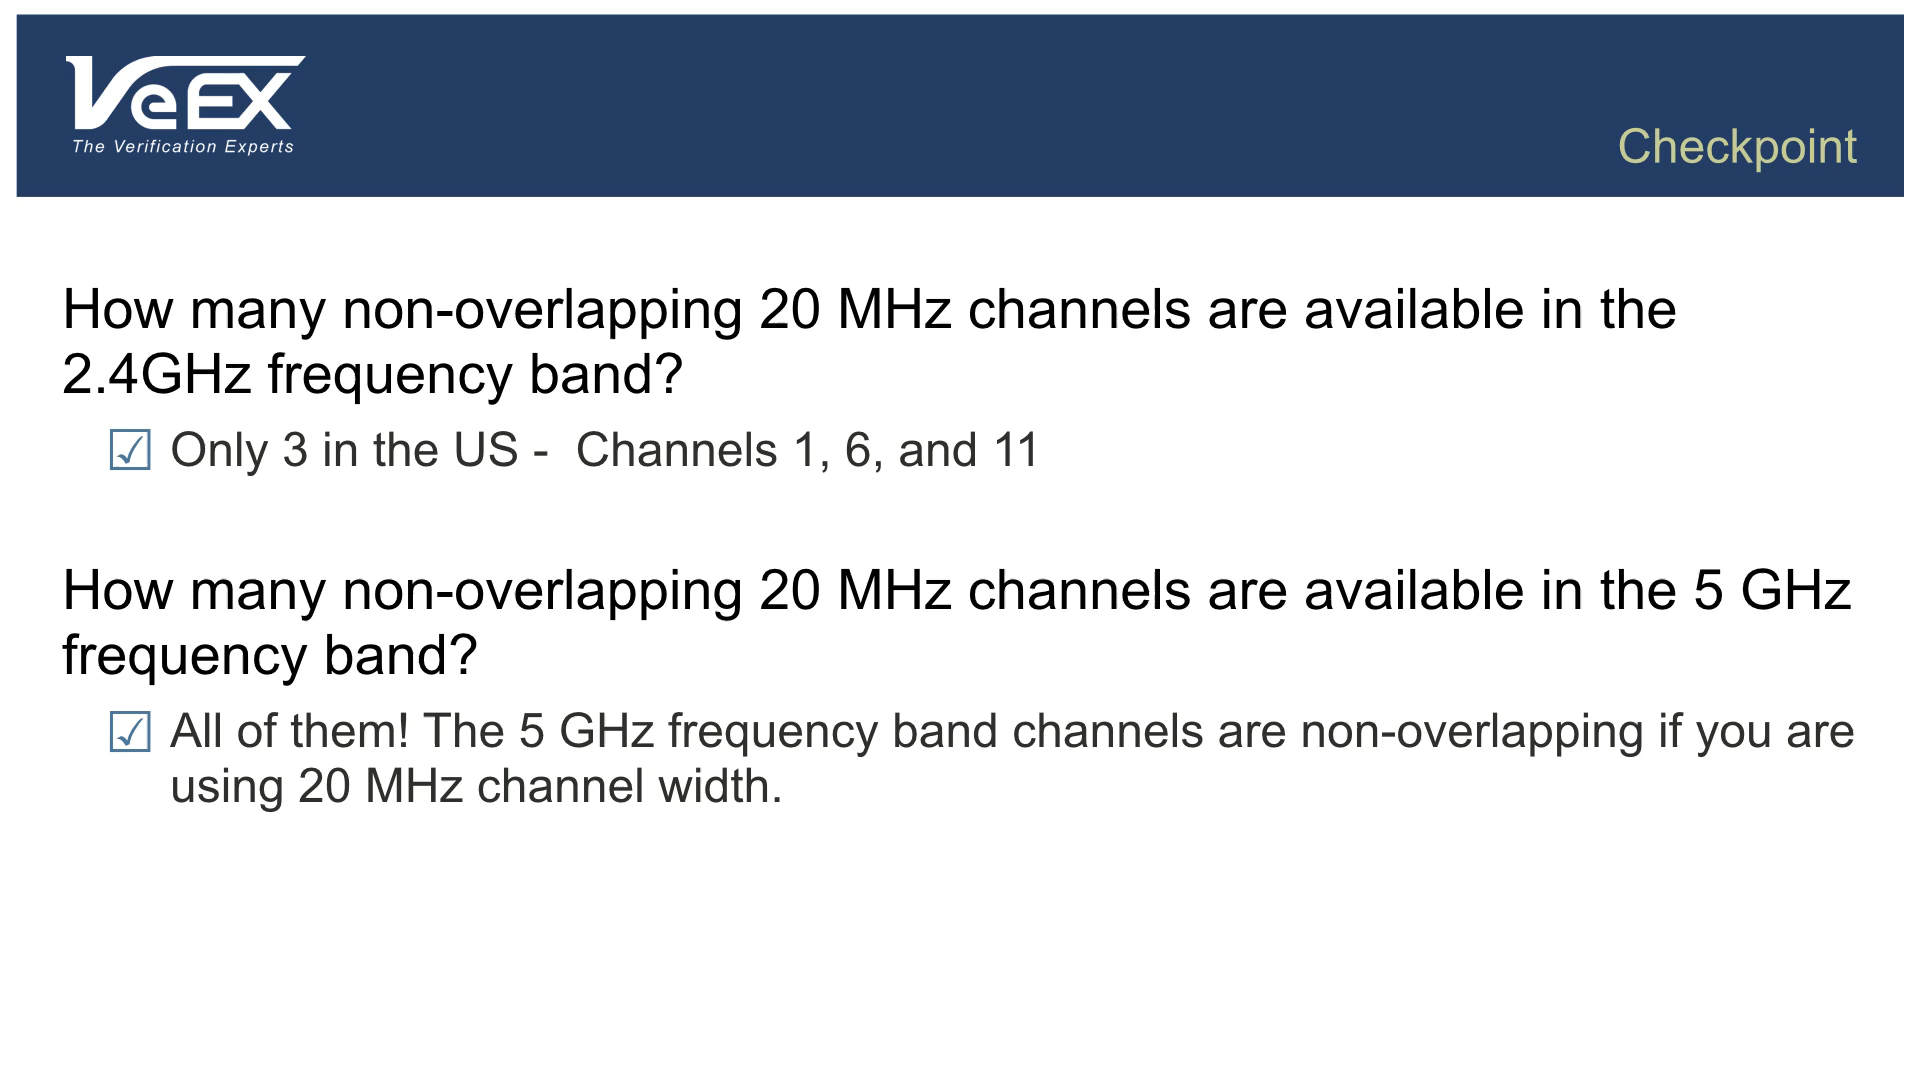 VeEX
The Verification Experts
Checkpoint
How many non-overlapping 20 MHz channels are available in the
2.4GHz frequency band?
☑ Only 3 in the US -  Channels 1, 6, and 11
How many non-overlapping 20 MHz channels are available in the 5 GHz
frequency band?
☑ All of them! The 5 GHz frequency band channels are non-overlapping if you are
using 20 MHz channel width.